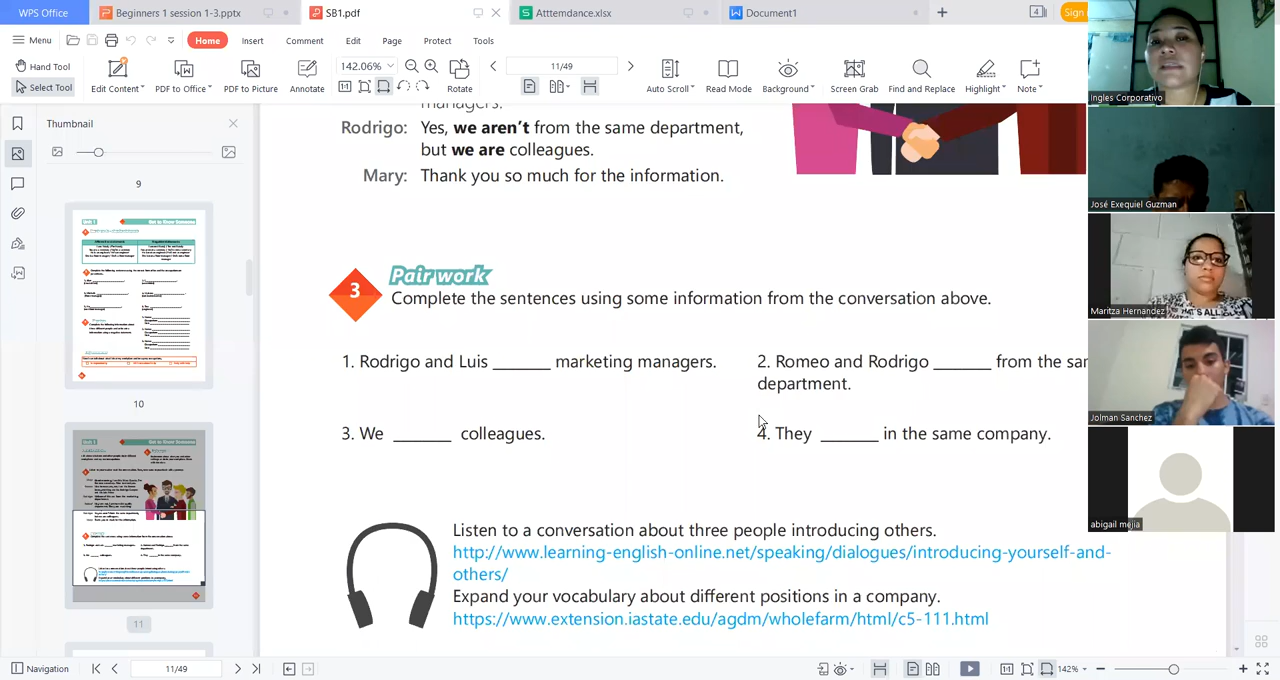 WPS Office
Beginners 1 session 1-3.pptx
SB1.pdf
Atttemdance.xlsx
Document1
4
Sign
Menu
Home
Insert
Comment
Edit
Page
Protect
Tools
Hand Tool
Select Tool
Edit Content
PDF to Office
PDF to Picture
Annotate
142.06%
Rotate
11/49
Auto Scroll
Read Mode
Background
Screen Grab
Find and Replace
Highlight
Note
Thumbnail
9
10
11
managers.
Rodrigo: Yes, we aren't from the same department,
but we are colleagues.
Mary: Thank you so much for the information.
3
Pair work
Complete the sentences using some information from the conversation above.
1. Rodrigo and Luis _______ marketing managers.
2. Romeo and Rodrigo _______ from the sam
department.
3. We _______ colleagues.
4. They _______ in the same company.
Listen to a conversation about three people introducing others.
http://www.learning-english-online.net/speaking/dialogues/introducing-yourself-and-
others/
Expand your vocabulary about different positions in a company.
https://www.extension.iastate.edu/agdm/wholefarm/html/c5-111.html
Ingles Corporativo
José Exequiel Guzman
Maritza Hernandez
Jolman Sanchez
abigail mejia
Navigation
11/49
142%